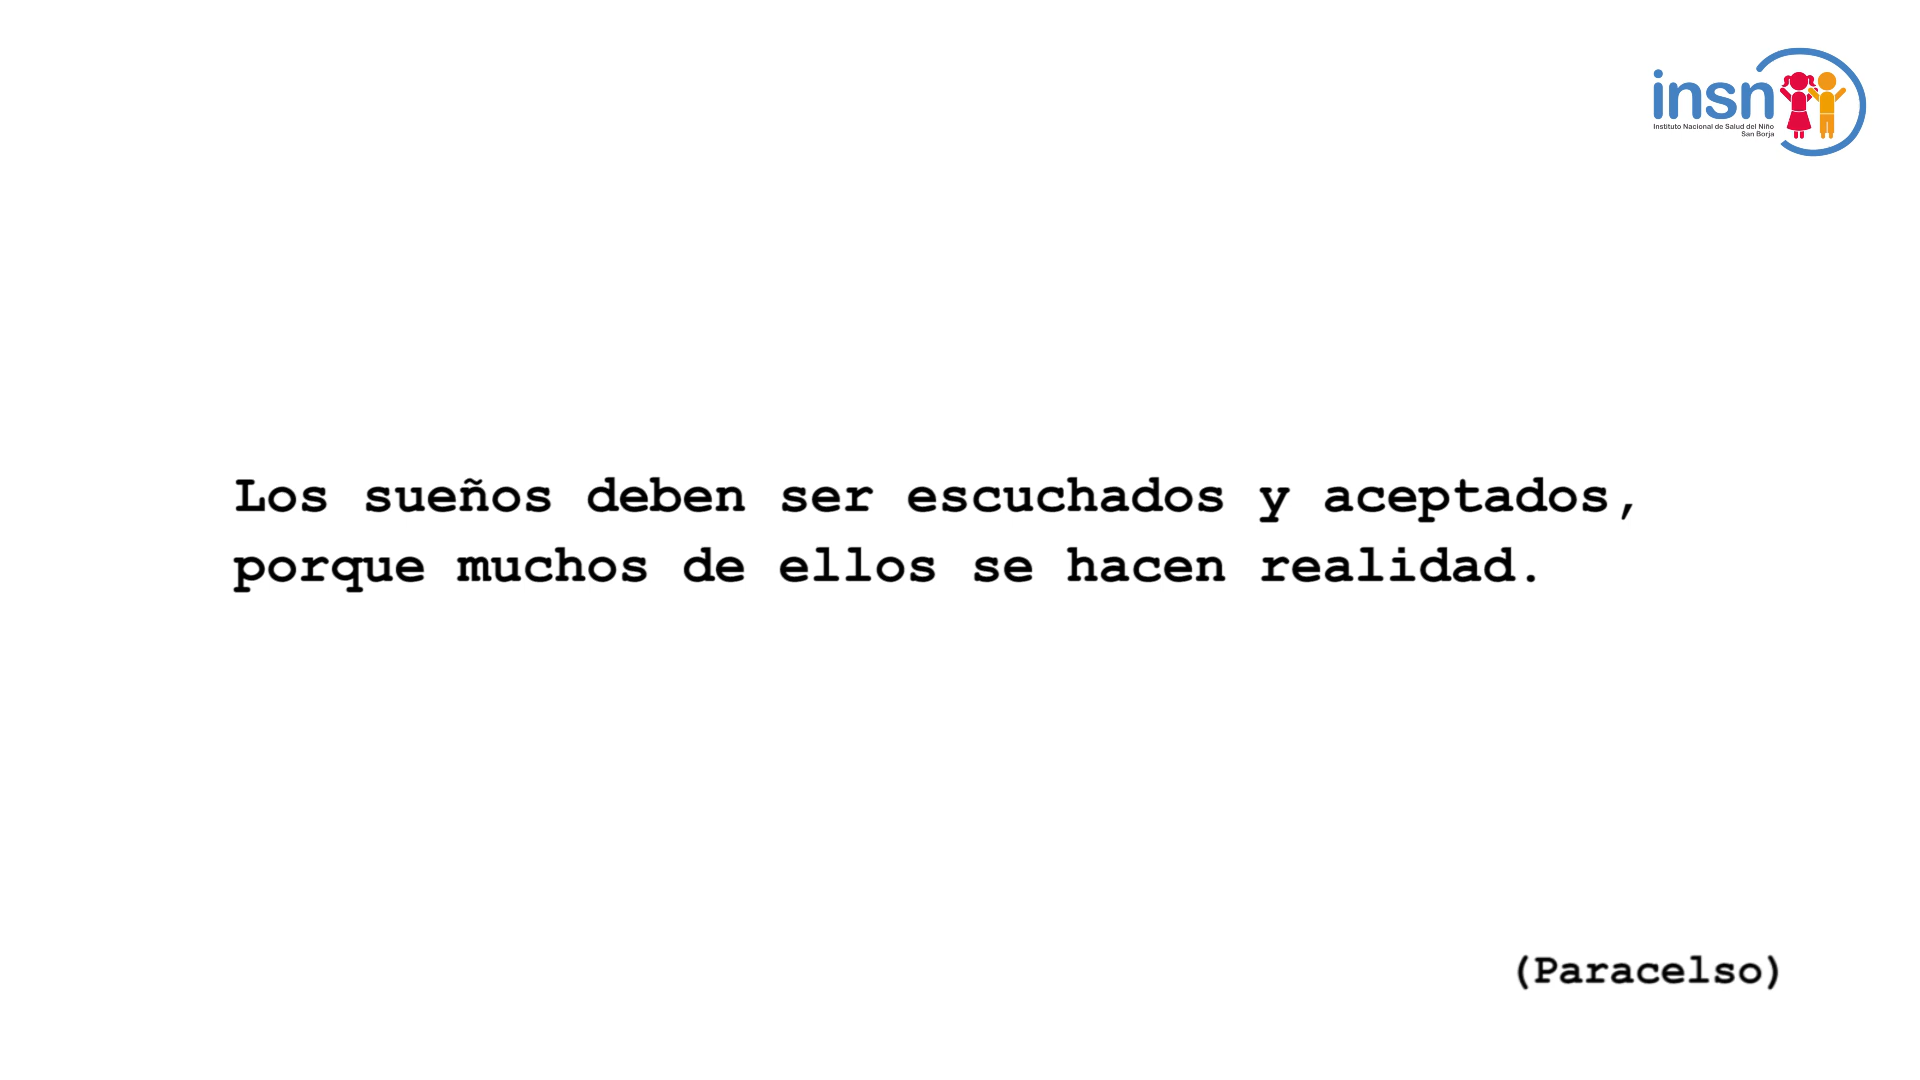 insn
Instituto Nacional de Salud del Niño
San Borja
Los sueños deben ser escuchados y aceptados,
porque muchos de ellos se hacen realidad.
(Paracelso)